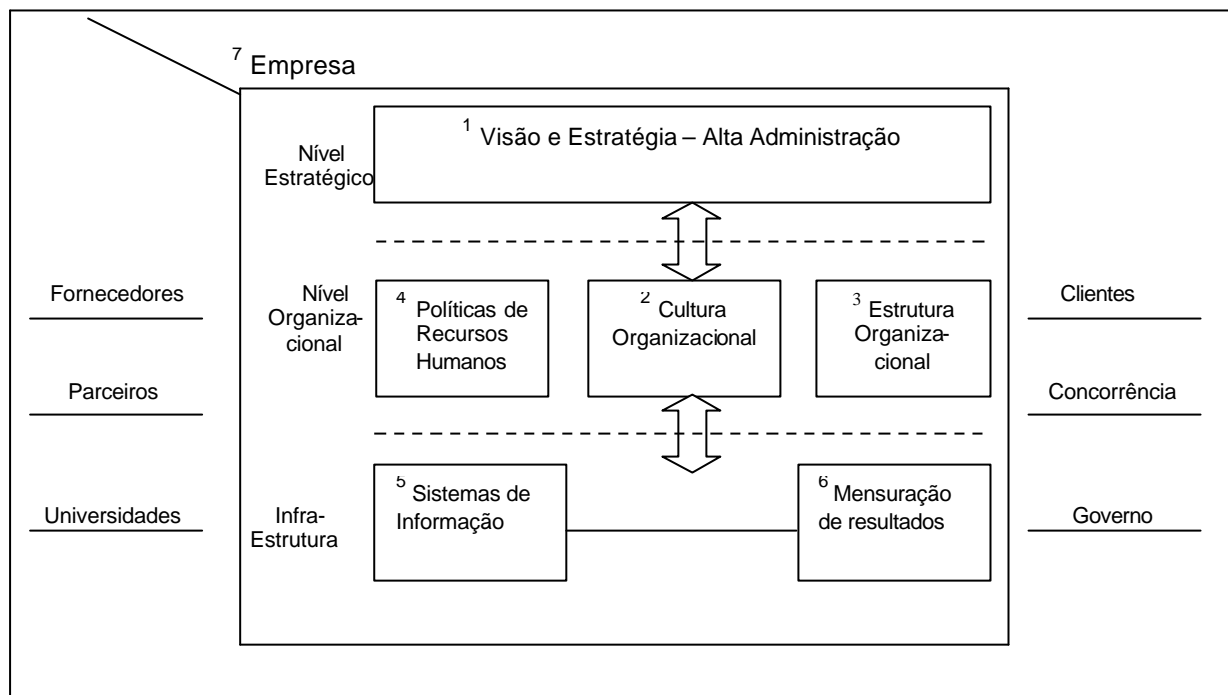 7 Empresa
1 Visão e Estratégia – Alta Administração
Nível
Estratégico
Fornecedores
Parceiros
Universidades
Nível
Organiza-
cional
4 Políticas de
Recursos
Humanos
2 Cultura
Organizacional
3 Estrutura
Organiza-
cional
Clientes
Concorrência
Governo
Infra-
Estrutura
5 Sistemas de
Informação
6 Mensuração
de resultados